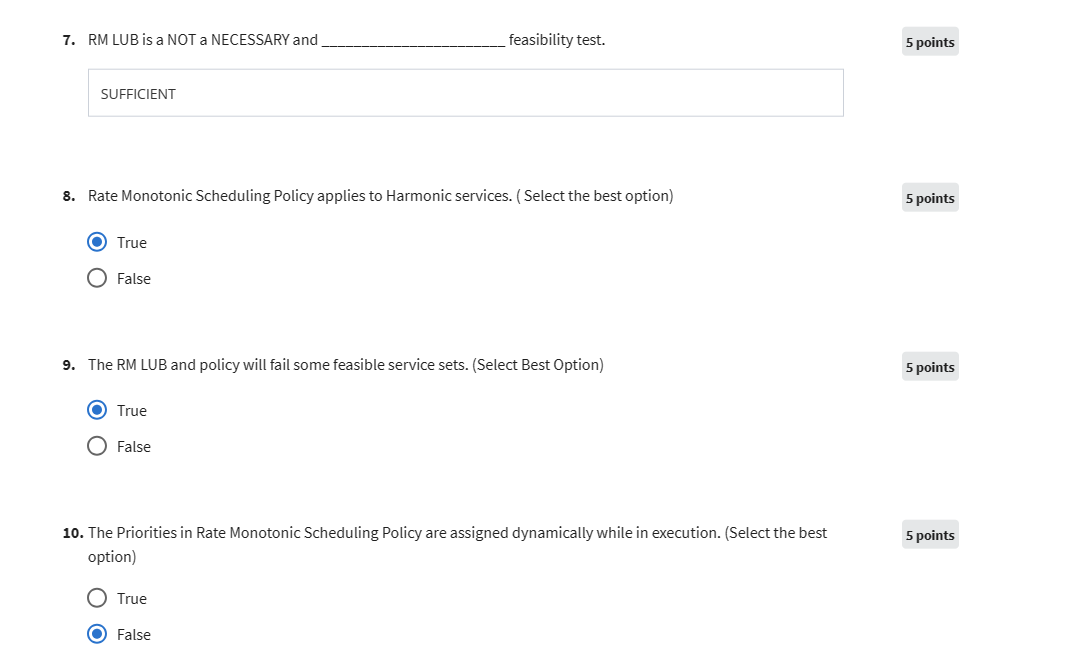 7. RM LUB is a NOT a NECESSARY and _______________________ feasibility test.
5 points
SUFFICIENT
8. Rate Monotonic Scheduling Policy applies to Harmonic services. ( Select the best option)
5 points
True
False
9. The RM LUB and policy will fail some feasible service sets. (Select Best Option)
5 points
True
False
10. The Priorities in Rate Monotonic Scheduling Policy are assigned dynamically while in execution. (Select the best
option)
5 points
True
False